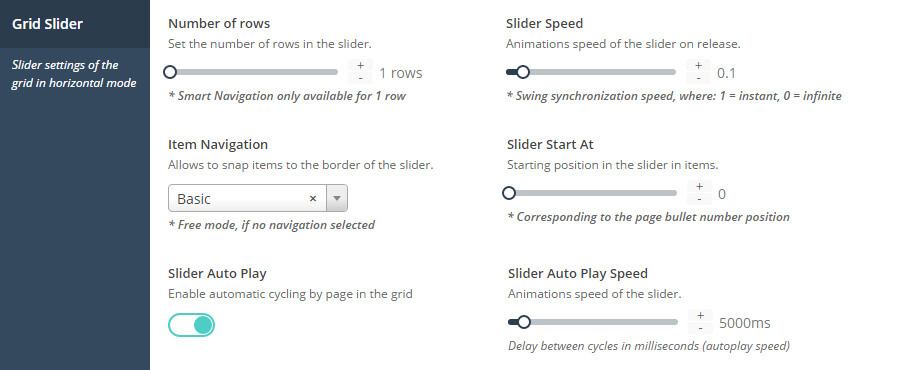 Grid Slider
Slider settings of the
grid in horizontal mode
Number of rows
Set the number of rows in the slider.
+
-
1 rows
* Smart Navigation only available for 1 row
Slider Speed
Animations speed of the slider on release.
+
-
0.1
* Swing synchronization speed, where: 1 = instant, 0 = infinite
Item Navigation
Allows to snap items to the border of the slider.
Basic ×
* Free mode, if no navigation selected
Slider Start At
Starting position in the slider in items.
+
-
0
* Corresponding to the page bullet number position
Slider Auto Play
Enable automatic cycling by page in the grid
Slider Auto Play Speed
Animations speed of the slider.
+
-
5000ms
Delay between cycles in milliseconds (autoplay speed)